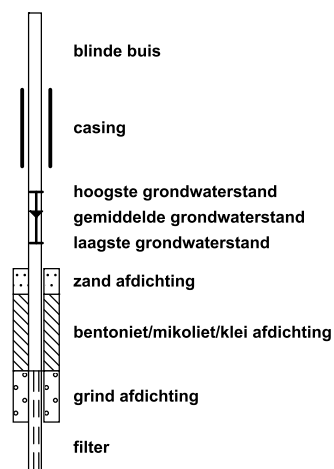 blinde buis
casing
hoogste grondwaterstand
gemiddelde grondwaterstand
laagste grondwaterstand
zand afdichting
bentoniet/mikoliet/klei afdichting
grind afdichting
filter